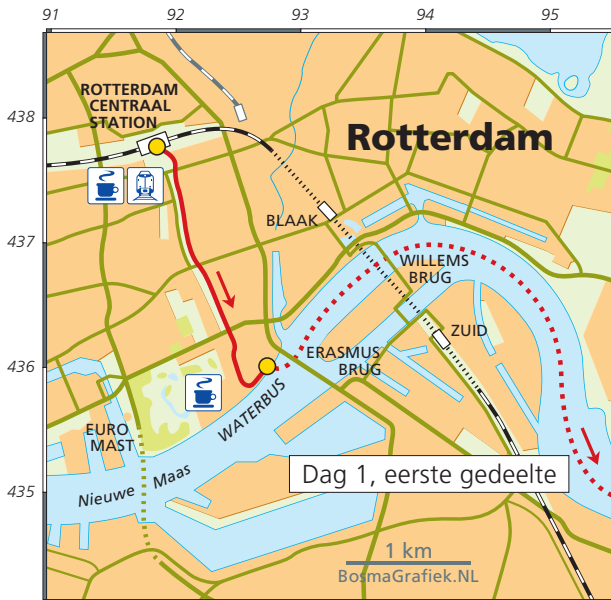 91 92 93 94 95
438
437
436
435
ROTTERDAM
CENTRAAL
STATION
Rotterdam
BLAAK
WILLEMS
BRUG
ZUID
ERASMUS
BRUG
WATERBUS
EURO
MAST
Nieuwe Maas
Dag 1, eerste gedeelte
1 km
BosmaGrafiek.NL